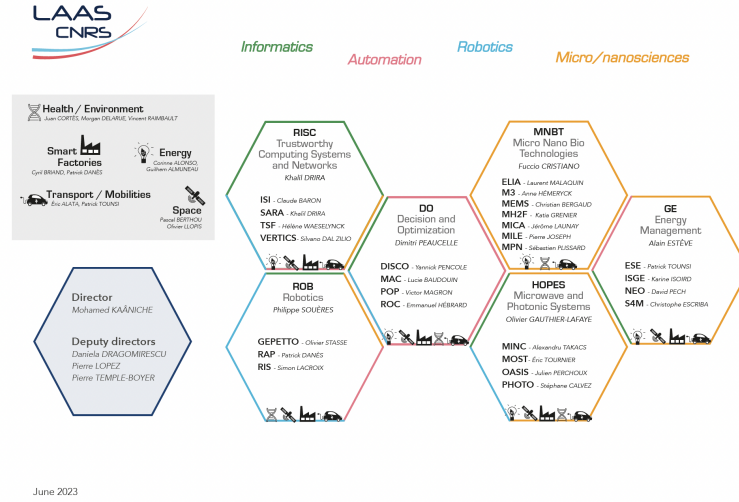 LAAS
CNRS
Informatics
Automation
Robotics
Micro/nanosciences
Health / Environment
Juan CORTÉS, Morgan DELARUE, Vincent RAIMBAULT
Smart
Factories
Cyril BRIAND, Patrick DANÈS
Energy
Corinne ALONSO,
Guilhem ALMUNEAU
Transport / Mobilities
Eric ALATA, Patrick TOUNSI
Space
Pascal BERTHOU
Olivier LLOPIS
Director
Mohamed KAÂNICHE
Deputy directors
Daniela DRAGOMIRESCU
Pierre LOPEZ
Pierre TEMPLE-BOYER
RISC
Trustworthy
Computing Systems
and Networks
Khalil DRIRA
ISI - Claude BARON
SARA - Khalil DRIRA
TSF - Hélène WAESELYNCK
VERTICS- Silvano DAL ZILIO
ROB
Robotics
Philippe SOUÈRES
GEPETTO - Olivier STASSE
RAP - Patrick DANÈS
RIS - Simon LACROIX
DO
Decision and
Optimization
Dimitri PEAUCELLE
DISCO - Yannick PENCOLE
MAC - Lucie BAUDOUIN
POP - Victor MAGRON
ROC - Emmanuel HÉBRARD
MNBT
Micro Nano Bio
Technologies
Fuccio CRISTIANO
ELIA - Laurent MALAQUIN
M3 - Anne HÉMERYCK
MEMS - Christian BERGAUD
MH2F - Katia GRENIER
MICA - Jérôme LAUNAY
MILE - Pierre JOSEPH
MPN - Sébastien PLISSARD
HOPES
Microwave and
Photonic Systems
Olivier GAUTHIER-LAFAYE
MINC - Alexandru TAKACS
MOST- Éric TOURNIER
OASIS - Julien PERCHOUX
PHOTO - Stéphane CALVEZ
GE
Energy
Management
Alain ESTÈVE
ESE - Patrick TOUNSI
ISGE - Karine ISOIRD
NEO - David PECH
S4M - Christophe ESCRIBA
June 2023